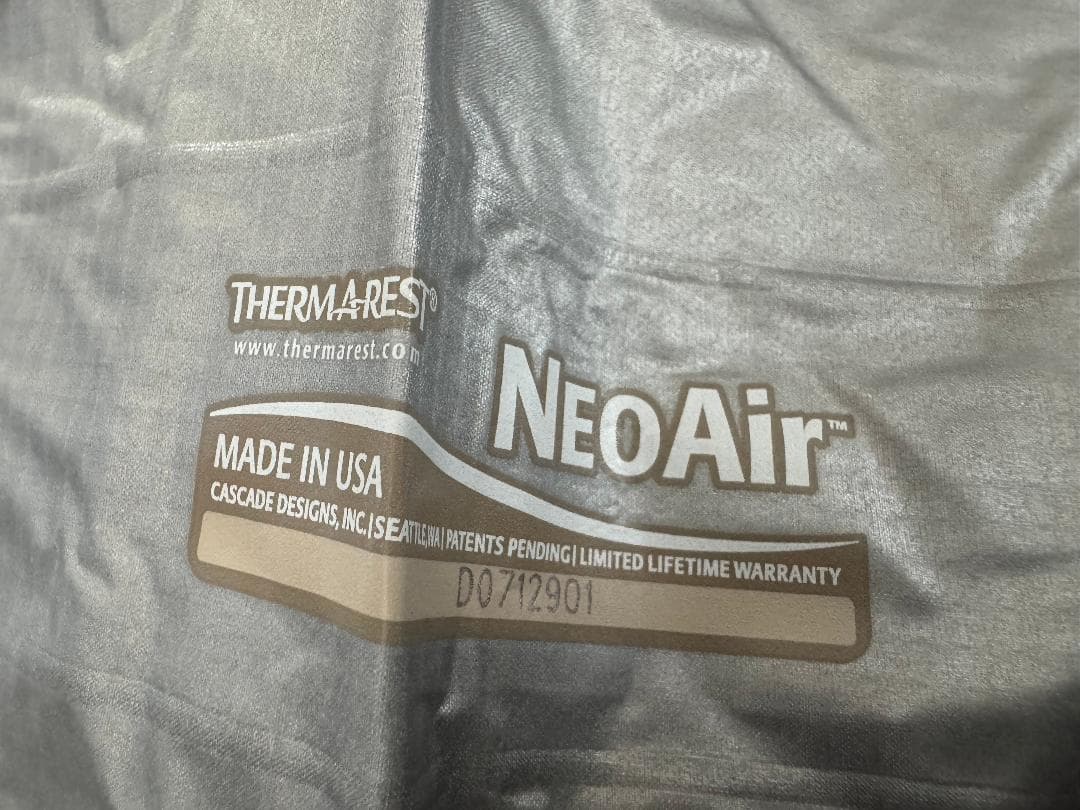 THERMAREST®
www.thermarest.com
NEOAir™
MADE IN USA
CASCADE DESIGNS, INC. | SEATTLE, WA | PATENTS PENDING | LIMITED LIFETIME WARRANTY
D0712901